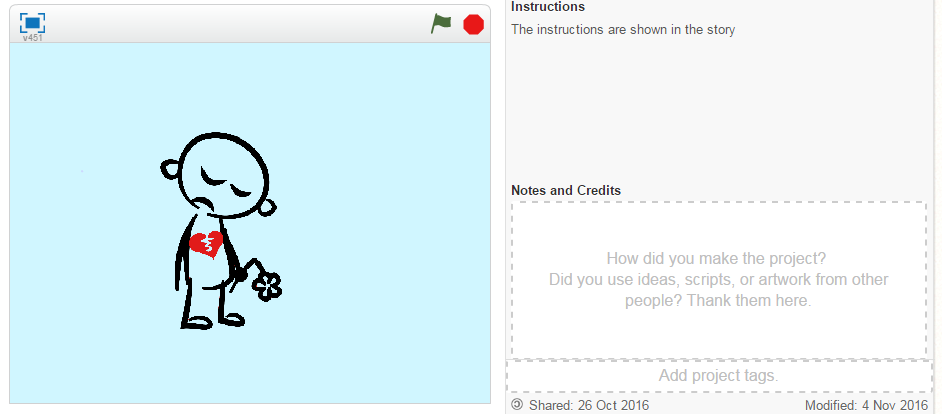 v451
Instructions
The instructions are shown in the story
Notes and Credits
How did you make the project?
Did you use ideas, scripts, or artwork from other
people? Thank them here.
Add project tags.
Shared: 26 Oct 2016 Modified: 4 Nov 2016